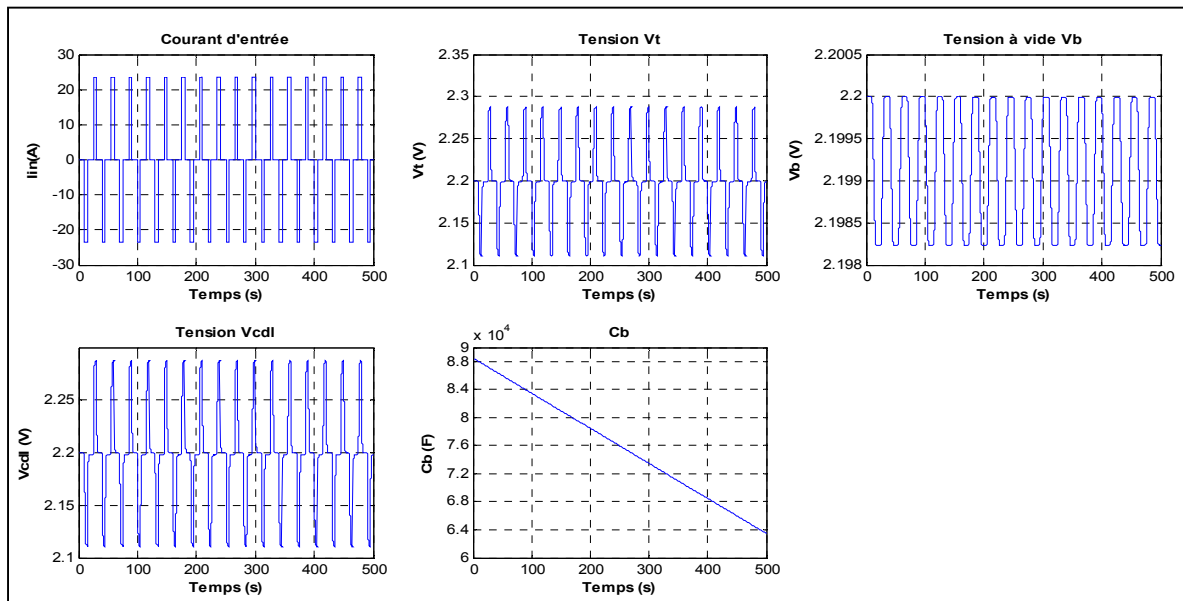 Courant d'entrée
30
20
10
0
-10
-20
-30
Iin(A)
0 100 200 300 400 500
Temps (s)
Tension Vt
2.35
2.3
2.25
2.2
2.15
2.1
Vt (V)
0 100 200 300 400 500
Temps (s)
Tension à vide Vb
2.2005
2.2
2.1995
2.199
2.1985
2.198
Vb (V)
0 100 200 300 400 500
Temps (s)
Tension Vcdl
2.25
2.2
2.15
2.1
Vcdl (V)
0 100 200 300 400 500
Temps (s)
Cb
x 10^4
9
8.8
8.4
8
7.6
7.2
6.8
6.4
6
Cb (F)
0 100 200 300 400 500
Temps (s)